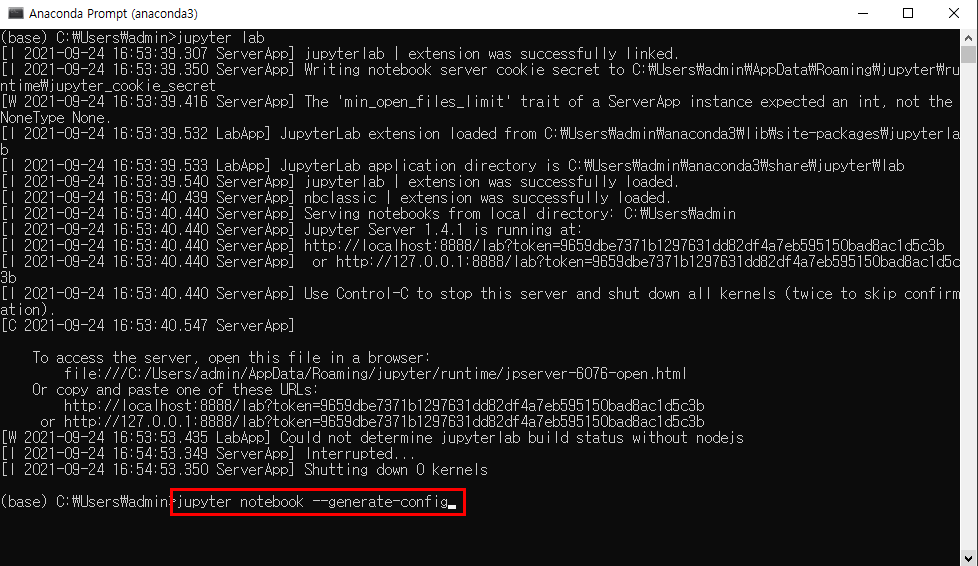 Anaconda Prompt (anaconda3)
(base) C:₩Users₩admin>jupyter lab
[I 2021-09-24 16:53:39.307 ServerApp] jupyterlab | extension was successfully linked.
[I 2021-09-24 16:53:39.350 ServerApp] Writing notebook server cookie secret to C:₩Users₩admin₩AppData₩Roaming₩jupyter₩ru
ntime₩jupyter_cookie_secret
[W 2021-09-24 16:53:39.416 ServerApp] The 'min_open_files_limit' trait of a ServerApp instance expected an int, not the
NoneType None.
[I 2021-09-24 16:53:39.532 LabApp] JupyterLab extension loaded from C:₩Users₩admin₩anaconda3₩lib₩site-packages₩jupyterla
b
[I 2021-09-24 16:53:39.533 LabApp] JupyterLab application directory is C:₩Users₩admin₩anaconda3₩share₩jupyter₩lab
[I 2021-09-24 16:53:39.540 ServerApp] jupyterlab | extension was successfully loaded.
[I 2021-09-24 16:53:40.439 ServerApp] nbclassic | extension was successfully loaded.
[I 2021-09-24 16:53:40.440 ServerApp] Serving notebooks from local directory: C:₩Users₩admin
[I 2021-09-24 16:53:40.440 ServerApp] Jupyter Server 1.4.1 is running at:
[I 2021-09-24 16:53:40.440 ServerApp] http://localhost:8888/lab?token=9659dbe7371b1297631dd82df4a7eb595150bad8ac1d5c3b
[I 2021-09-24 16:53:40.440 ServerApp]  or http://127.0.0.1:8888/lab?token=9659dbe7371b1297631dd82df4a7eb595150bad8ac1d5c
3b
[I 2021-09-24 16:53:40.440 ServerApp] Use Control-C to stop this server and shut down all kernels (twice to skip confirm
ation).
[C 2021-09-24 16:53:40.547 ServerApp]
To access the server, open this file in a browser:
file:///C:/Users/admin/AppData/Roaming/jupyter/runtime/jpserver-6076-open.html
Or copy and paste one of these URLs:
http://localhost:8888/lab?token=9659dbe7371b1297631dd82df4a7eb595150bad8ac1d5c3b
or http://127.0.0.1:8888/lab?token=9659dbe7371b1297631dd82df4a7eb595150bad8ac1d5c3b
[W 2021-09-24 16:53:53.435 LabApp] Could not determine jupyterlab build status without nodejs
[I 2021-09-24 16:54:53.349 ServerApp] Interrupted...
[I 2021-09-24 16:54:53.350 ServerApp] Shutting down 0 kernels
(base) C:₩Users₩admin>jupyter notebook --generate-config